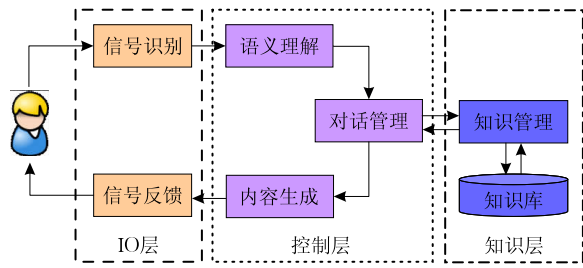 信号识别
语义理解
对话管理
知识管理
信号反馈
内容生成
知识库
IO层
控制层
知识层